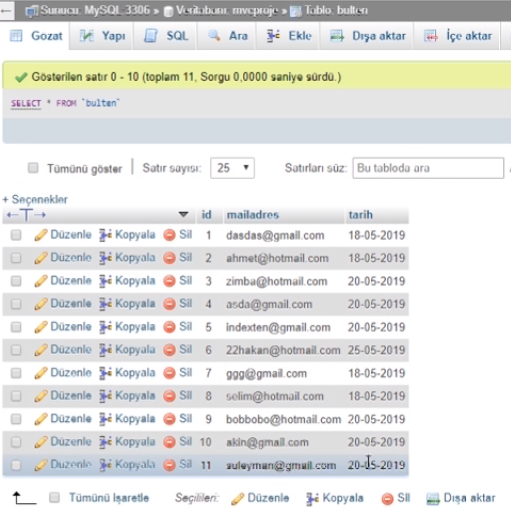 Sunucu: MySQL:3306 » Veritabanı: mvcproje » Tablo: bulten
Gözat Yapı SQL Ara Ekle Dışa aktar İçe aktar
Gösterilen satır 0 - 10 (toplam 11, Sorgu 0,0000 saniye sürdü.)
SELECT * FROM `bulten`
Tümünü göster Satır sayısı: 25 Satırları süz: Bu tabloda ara
+ Seçenekler
←T→ id mailadres tarih
Düzenle Kopyala Sil 1 dasdas@gmail.com 18-05-2019
Düzenle Kopyala Sil 2 ahmet@hotmail.com 18-05-2019
Düzenle Kopyala Sil 3 zimba@hotmail.com 20-05-2019
Düzenle Kopyala Sil 4 asda@gmail.com 20-05-2019
Düzenle Kopyala Sil 5 indexten@gmail.com 20-05-2019
Düzenle Kopyala Sil 6 22hakan@hotmail.com 25-05-2019
Düzenle Kopyala Sil 7 ggg@gmail.com 18-05-2019
Düzenle Kopyala Sil 8 selim@hotmail.com 18-05-2019
Düzenle Kopyala Sil 9 bobbobo@hotmail.com 20-05-2019
Düzenle Kopyala Sil 10 akin@gmail.com 20-05-2019
Düzenle Kopyala Sil 11 suleyman@gmail.com 20-05-2019
Tümünü İşaretle Seçilileri: Düzenle Kopyala Sil Dışa aktar